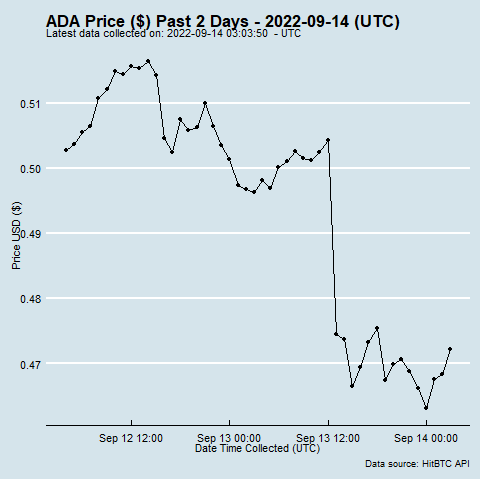 ADA Price ($) Past 2 Days - 2022-09-14 (UTC)
Latest data collected on: 2022-09-14 03:03:50 - UTC
0.51
0.50
0.49
0.48
0.47
Price USD ($)
Sep 12 12:00 Sep 13 00:00 Sep 13 12:00 Sep 14 00:00
Date Time Collected (UTC)
Data source: HitBTC API